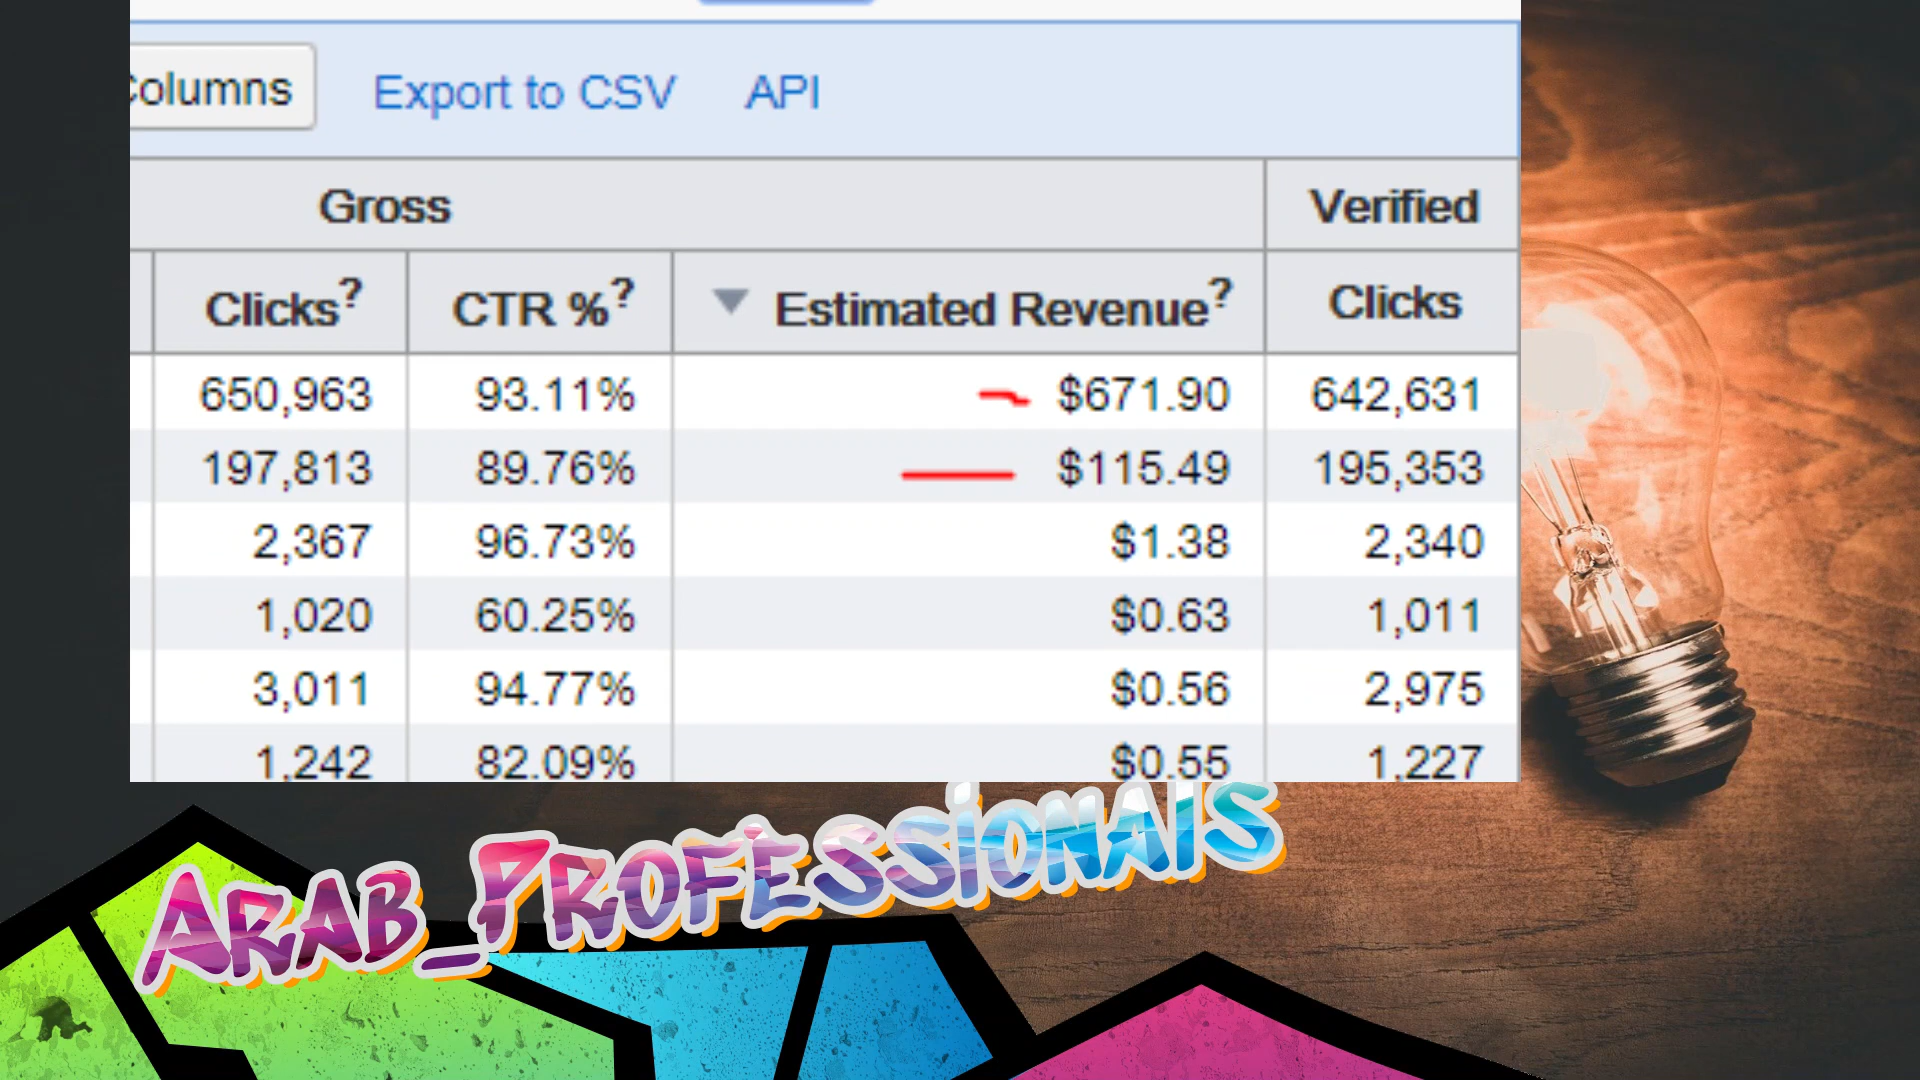 Columns Export to CSV API
Gross Verified
Clicks? CTR %? Estimated Revenue? Clicks
650,963 93.11% $671.90 642,631
197,813 89.76% $115.49 195,353
2,367 96.73% $1.38 2,340
1,020 60.25% $0.63 1,011
3,011 94.77% $0.56 2,975
1,242 82.09% $0.55 1,227
Arab_Professionals